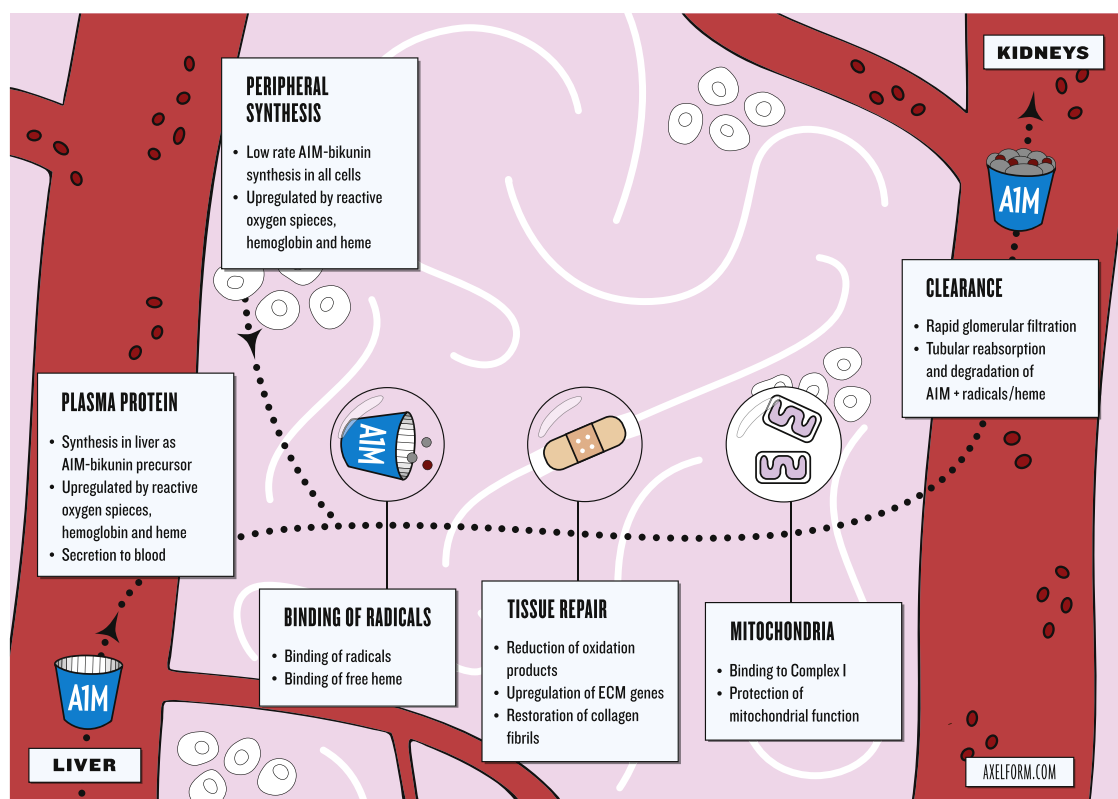 KIDNEYS
PERIPHERAL
SYNTHESIS
• Low rate AIM-bikunin
synthesis in all cells
• Upregulated by reactive
oxygen spieces,
hemoglobin and heme
A1M
CLEARANCE
• Rapid glomerular filtration
• Tubular reabsorption
and degradation of
AIM + radicals/heme
PLASMA PROTEIN
• Synthesis in liver as
AIM-bikunin precursor
• Upregulated by reactive
oxygen spieces,
hemoglobin and heme
• Secretion to blood
A1M
BINDING OF RADICALS
• Binding of radicals
• Binding of free heme
TISSUE REPAIR
• Reduction of oxidation
products
• Upregulation of ECM genes
• Restoration of collagen
fibrils
MITOCHONDRIA
• Binding to Complex I
• Protection of
mitochondrial function
A1M
LIVER
AXELFORM.COM